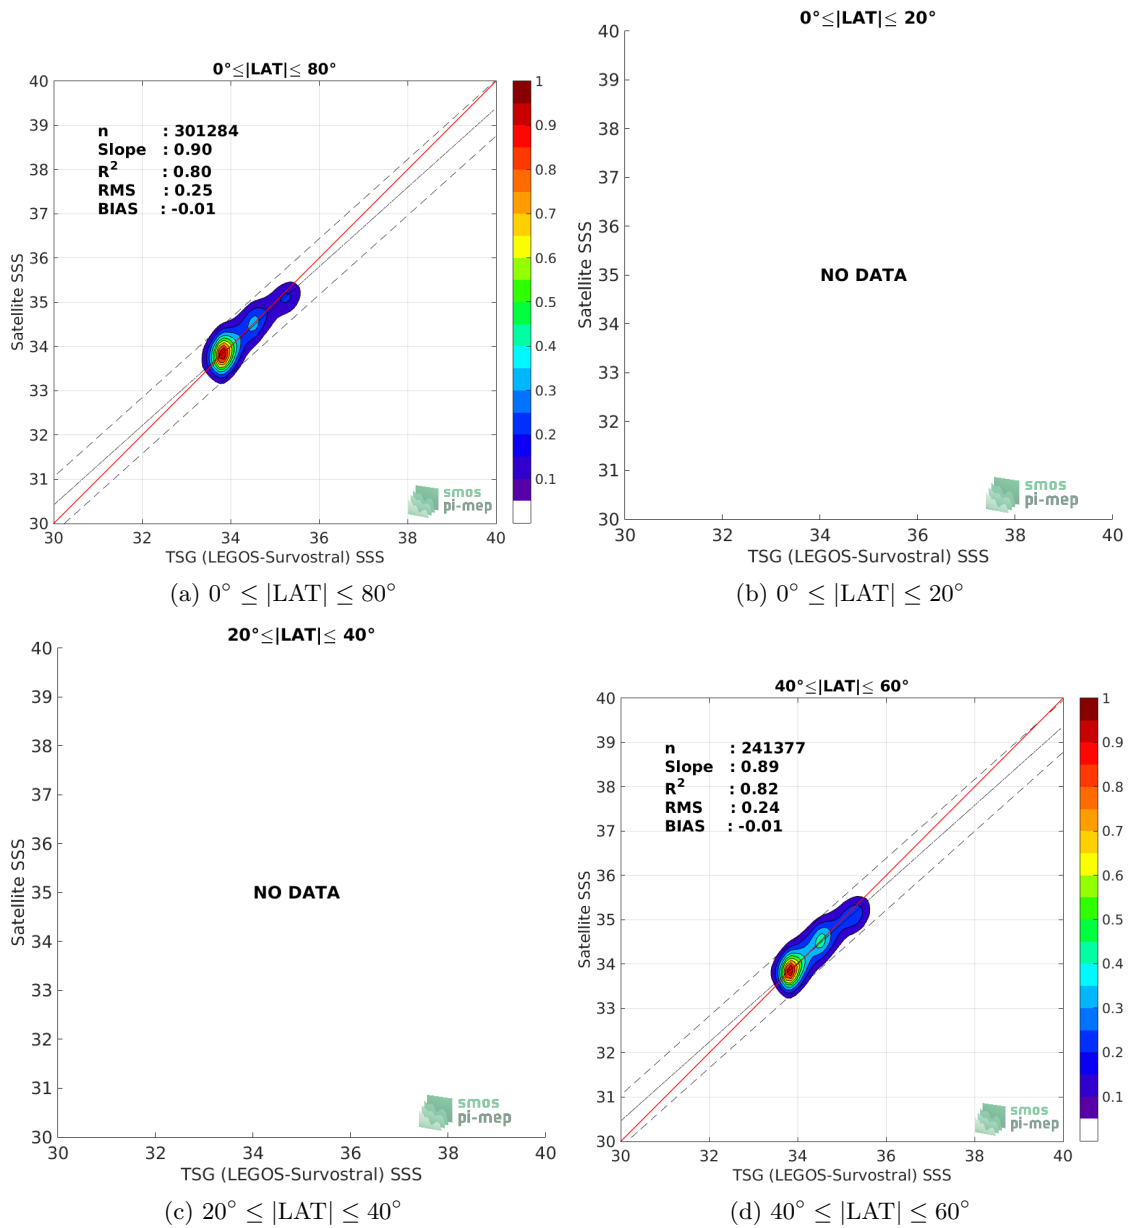 0°≤|LAT|≤ 80°
n : 301284
Slope : 0.90
R2 : 0.80
RMS : 0.25
BIAS : -0.01
40
39
38
37
36
35
34
33
32
31
30
Satellite SSS
30 32 34 36 38 40
TSG (LEGOS-Survostral) SSS
1
0.9
0.8
0.7
0.6
0.5
0.4
0.3
0.2
0.1
smos
pi-mep
(a) 0° ≤ |LAT| ≤ 80°
0°≤|LAT|≤ 20°
40
39
38
37
36
35
34
33
32
31
30
Satellite SSS
NO DATA
30 32 34 36 38 40
TSG (LEGOS-Survostral) SSS
smos
pi-mep
(b) 0° ≤ |LAT| ≤ 20°
20°≤|LAT|≤ 40°
40
39
38
37
36
35
34
33
32
31
30
Satellite SSS
NO DATA
30 32 34 36 38 40
TSG (LEGOS-Survostral) SSS
smos
pi-mep
(c) 20° ≤ |LAT| ≤ 40°
40°≤|LAT|≤ 60°
n : 241377
Slope : 0.89
R2 : 0.82
RMS : 0.24
BIAS : -0.01
40
39
38
37
36
35
34
33
32
31
30
Satellite SSS
30 32 34 36 38 40
TSG (LEGOS-Survostral) SSS
1
0.9
0.8
0.7
0.6
0.5
0.4
0.3
0.2
0.1
smos
pi-mep
(d) 40° ≤ |LAT| ≤ 60°